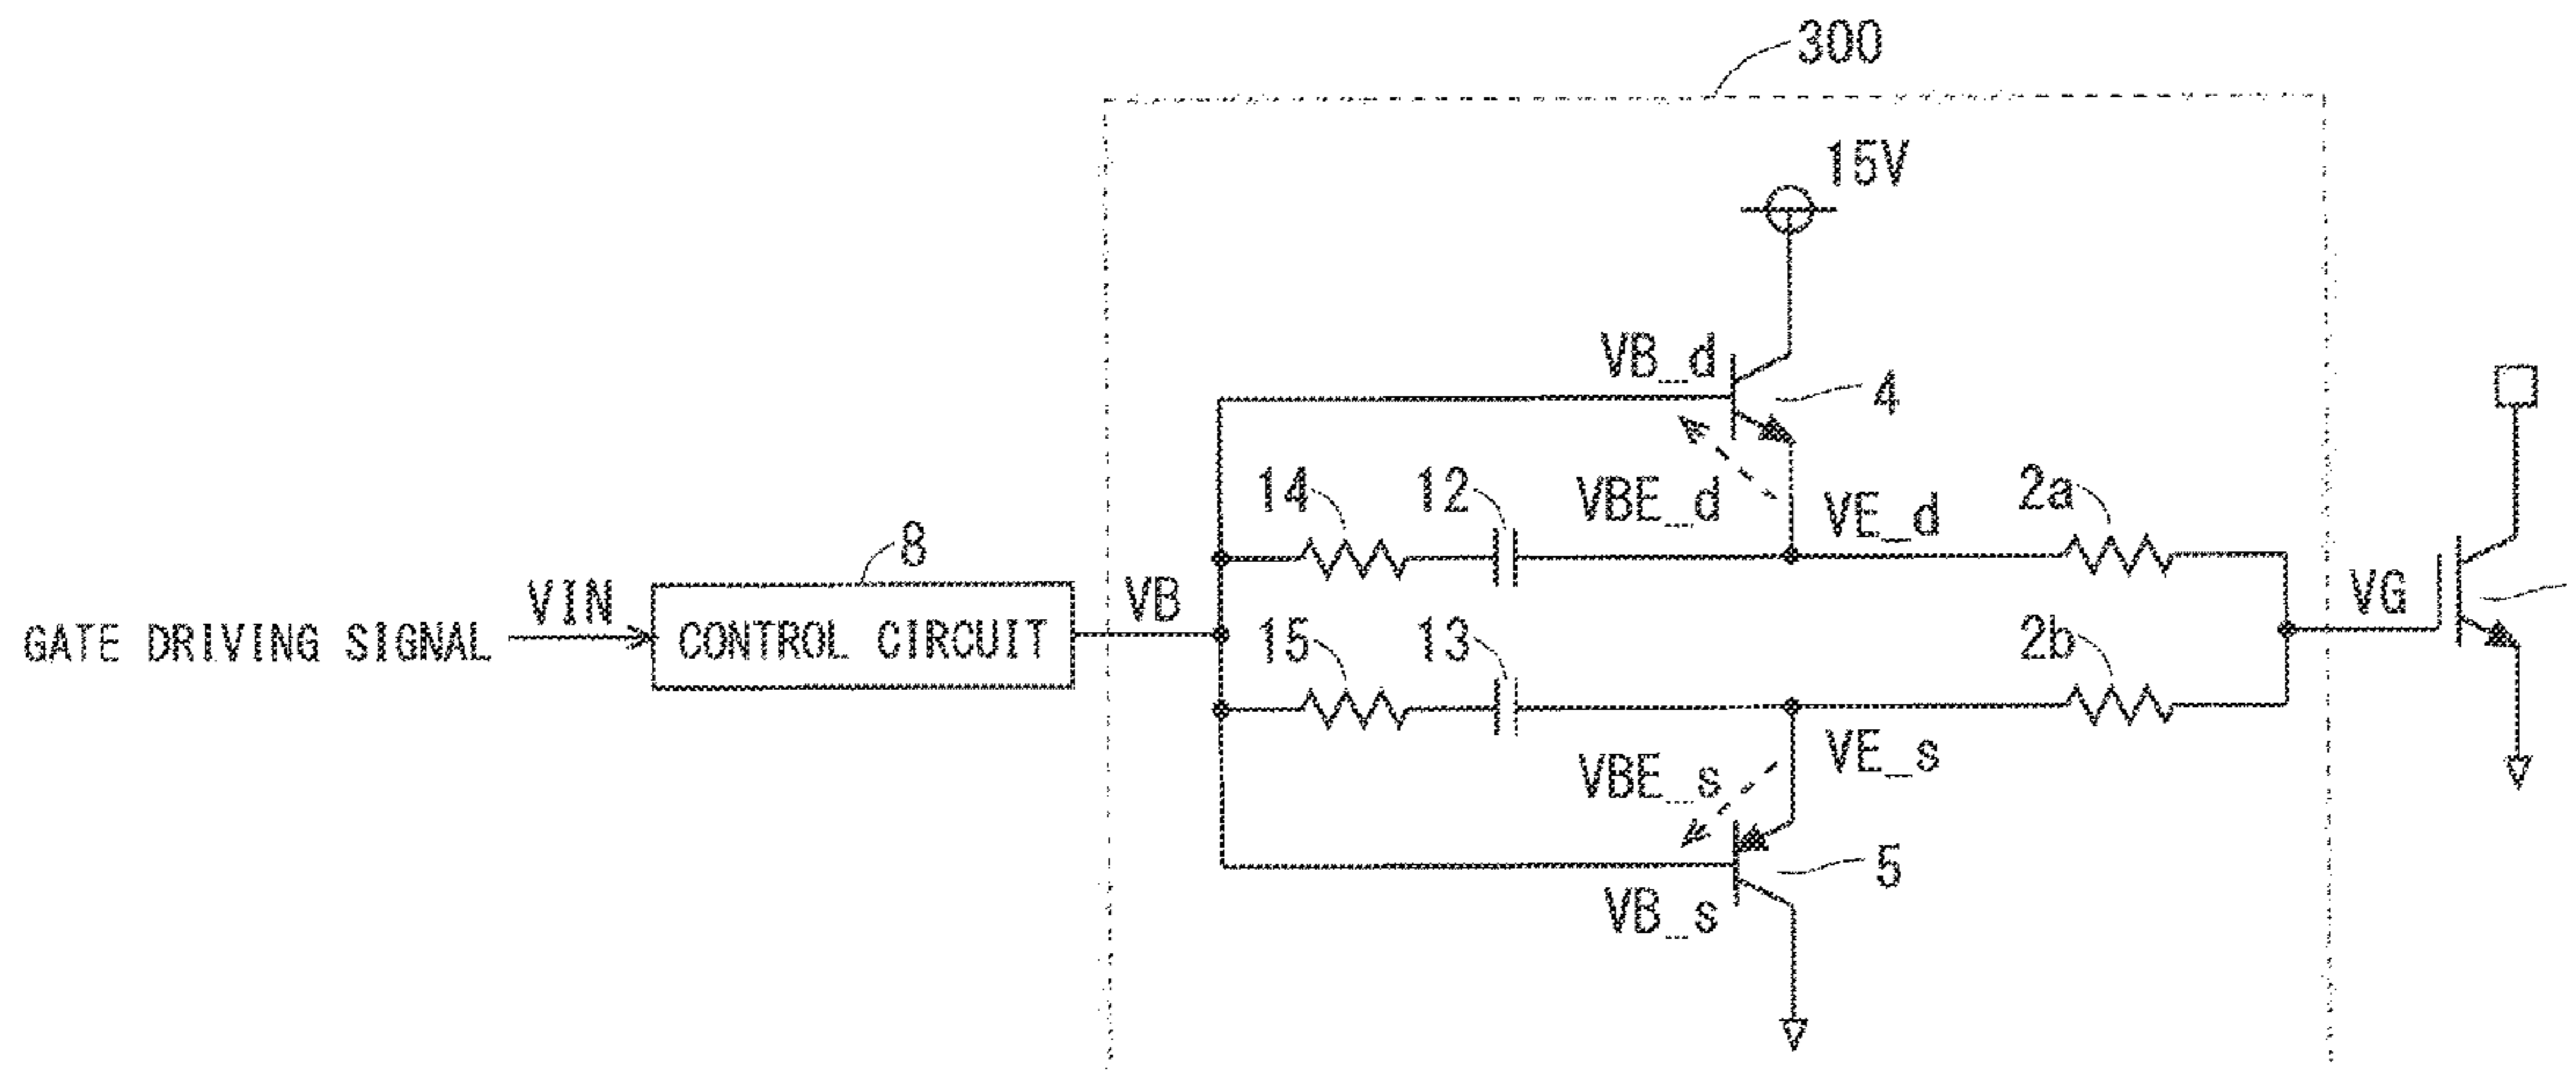 300
15V
VB_d
4
14
12
VBE_d
VE_d
2a
8
VIN
VB
VG
GATE DRIVING SIGNAL
CONTROL CIRCUIT
15
13
2b
VBE_s
VE_s
5
VB_s